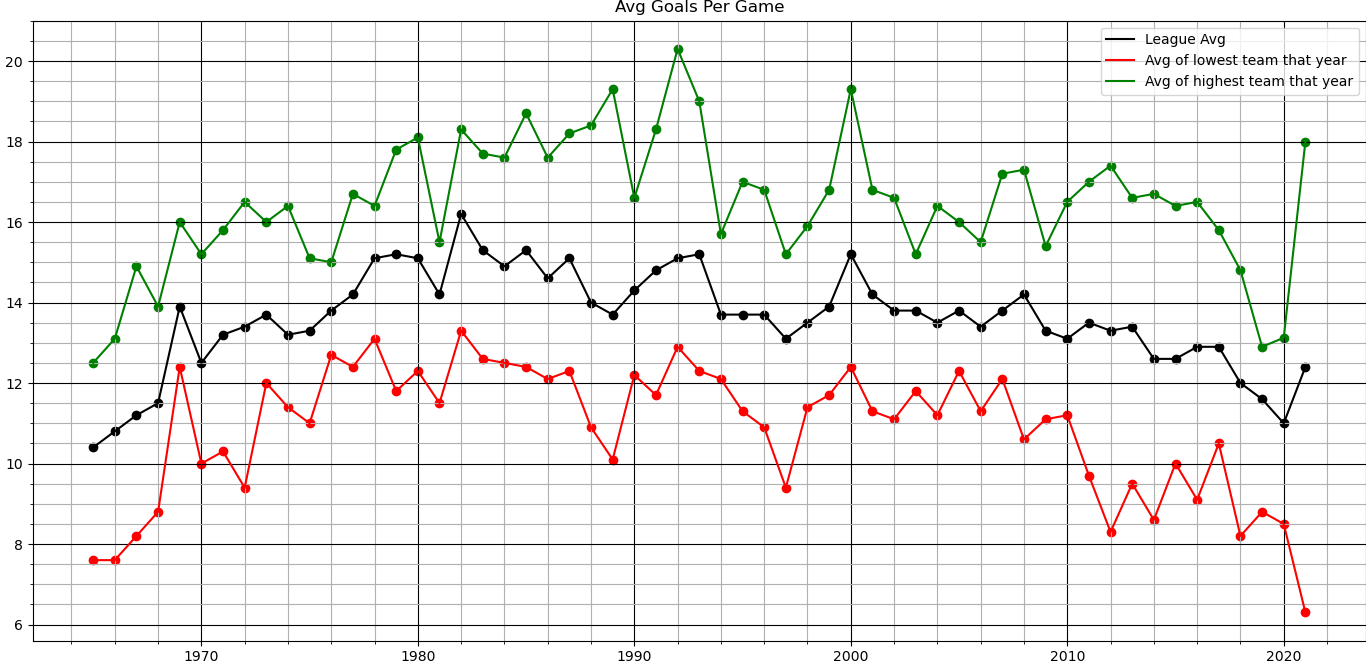 Avg Goals Per Game
League Avg
Avg of lowest team that year
Avg of highest team that year
20
18
16
14
12
10
8
6
1970 1980 1990 2000 2010 2020